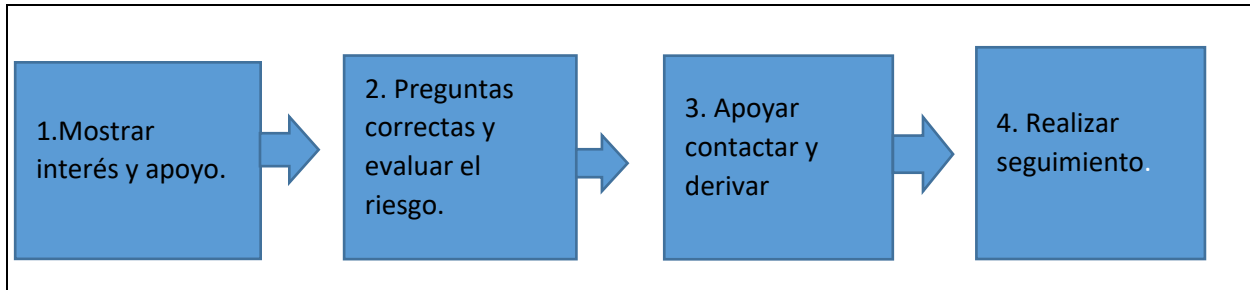 1.Mostrar
interés y apoyo.
2. Preguntas
correctas y
evaluar el
riesgo.
3. Apoyar
contactar y
derivar
4. Realizar
seguimiento.